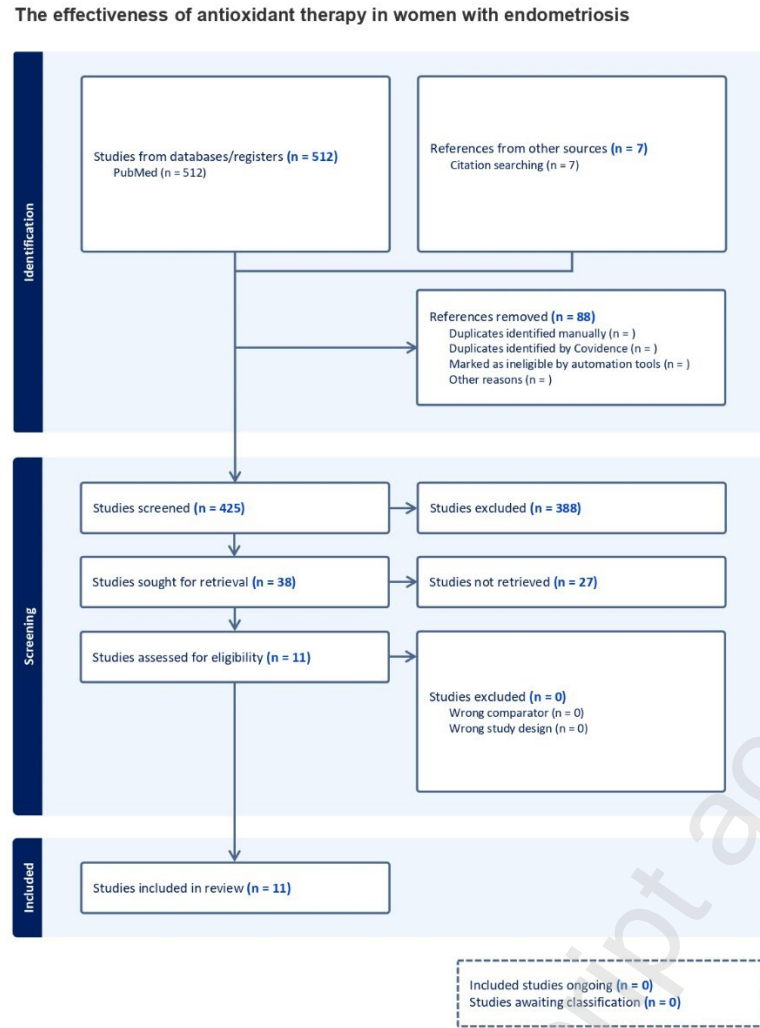 The effectiveness of antioxidant therapy in women with endometriosis
Identification
Studies from databases/registers (n = 512)
PubMed (n = 512)
References from other sources (n = 7)
Citation searching (n = 7)
References removed (n = 88)
Duplicates identified manually (n = )
Duplicates identified by Covidence (n = )
Marked as ineligible by automation tools (n = )
Other reasons (n = )
Screening
Studies screened (n = 425)
Studies excluded (n = 388)
Studies sought for retrieval (n = 38)
Studies not retrieved (n = 27)
Studies assessed for eligibility (n = 11)
Studies excluded (n = 0)
Wrong comparator (n = 0)
Wrong study design (n = 0)
Included
Studies included in review (n = 11)
Included studies ongoing (n = 0)
Studies awaiting classification (n = 0)